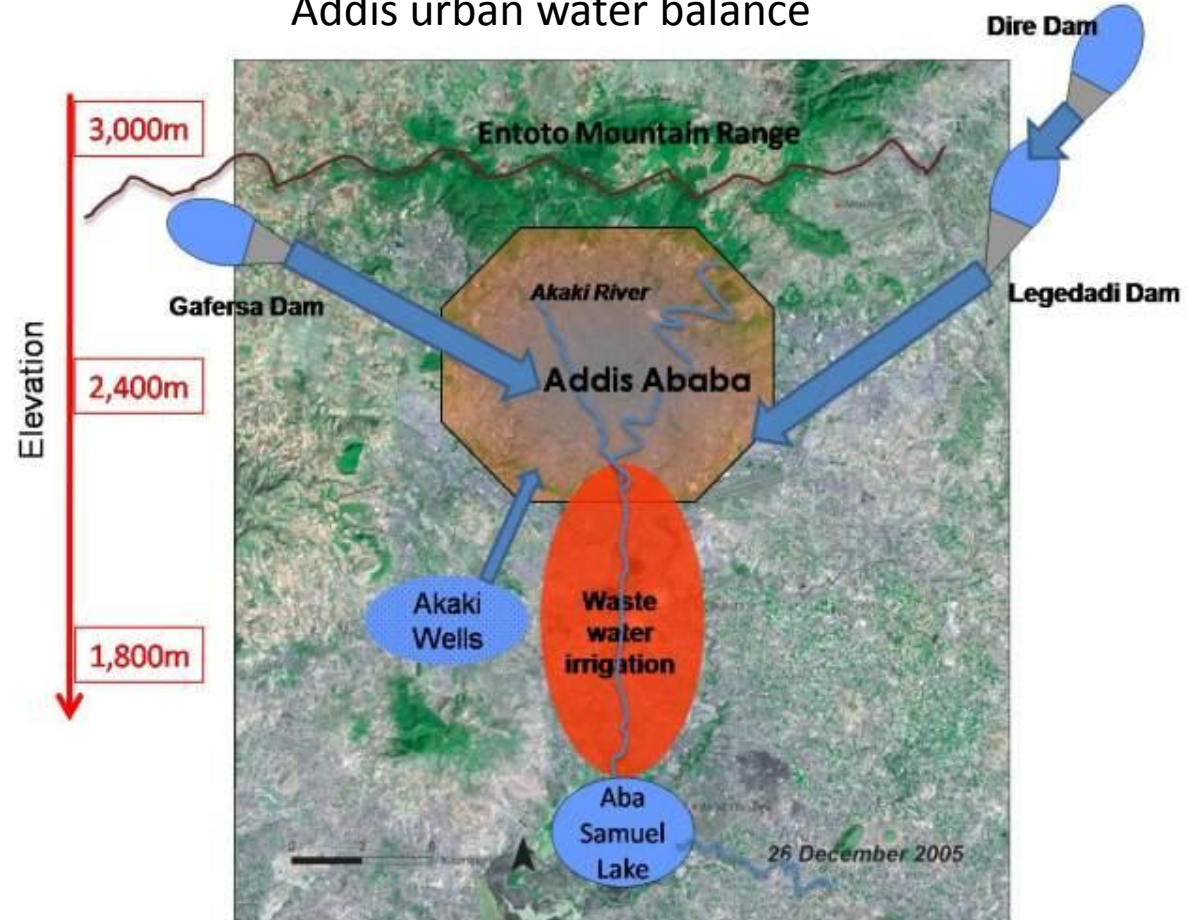 Addis urban water balance
Dire Dam
3,000m
Entoto Mountain Range
Akaki River
Gafersa Dam
Legedadi Dam
Elevation
2,400m
Addis Ababa
Akaki
Wells
Waste
water
irrigation
1,800m
Aba
Samuel
Lake
26 December 2005